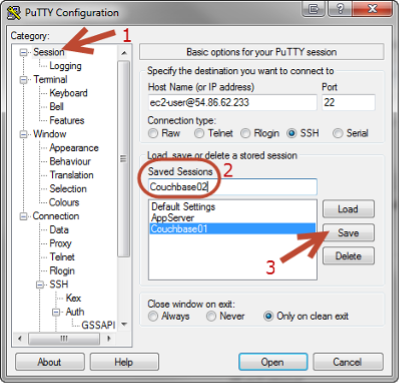 PuTTY Configuration
Category:
Session
Logging
Terminal
Keyboard
Bell
Features
Window
Appearance
Behaviour
Translation
Selection
Colours
Connection
Data
Proxy
Telnet
Rlogin
SSH
Kex
Auth
GSSAPI
1
Basic options for your PuTTY session
Specify the destination you want to connect to
Host Name (or IP address) Port
ec2-user@54.86.62.233 22
Connection type:
Raw Telnet Rlogin SSH Serial
Load, save or delete a stored session
Saved Sessions 2
Couchbase02
Default Settings
AppServer
Couchbase01
Load
Save
Delete
3
Close window on exit:
Always Never Only on clean exit
About Help Open Cancel